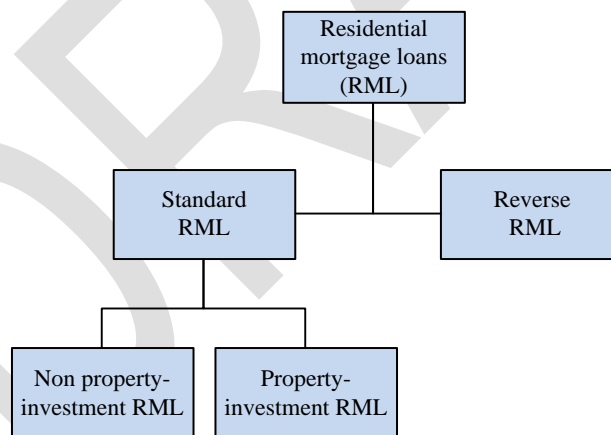 Residential
mortgage loans
(RML)
Standard
RML
Reverse
RML
Non property-
investment RML
Property-
investment RML